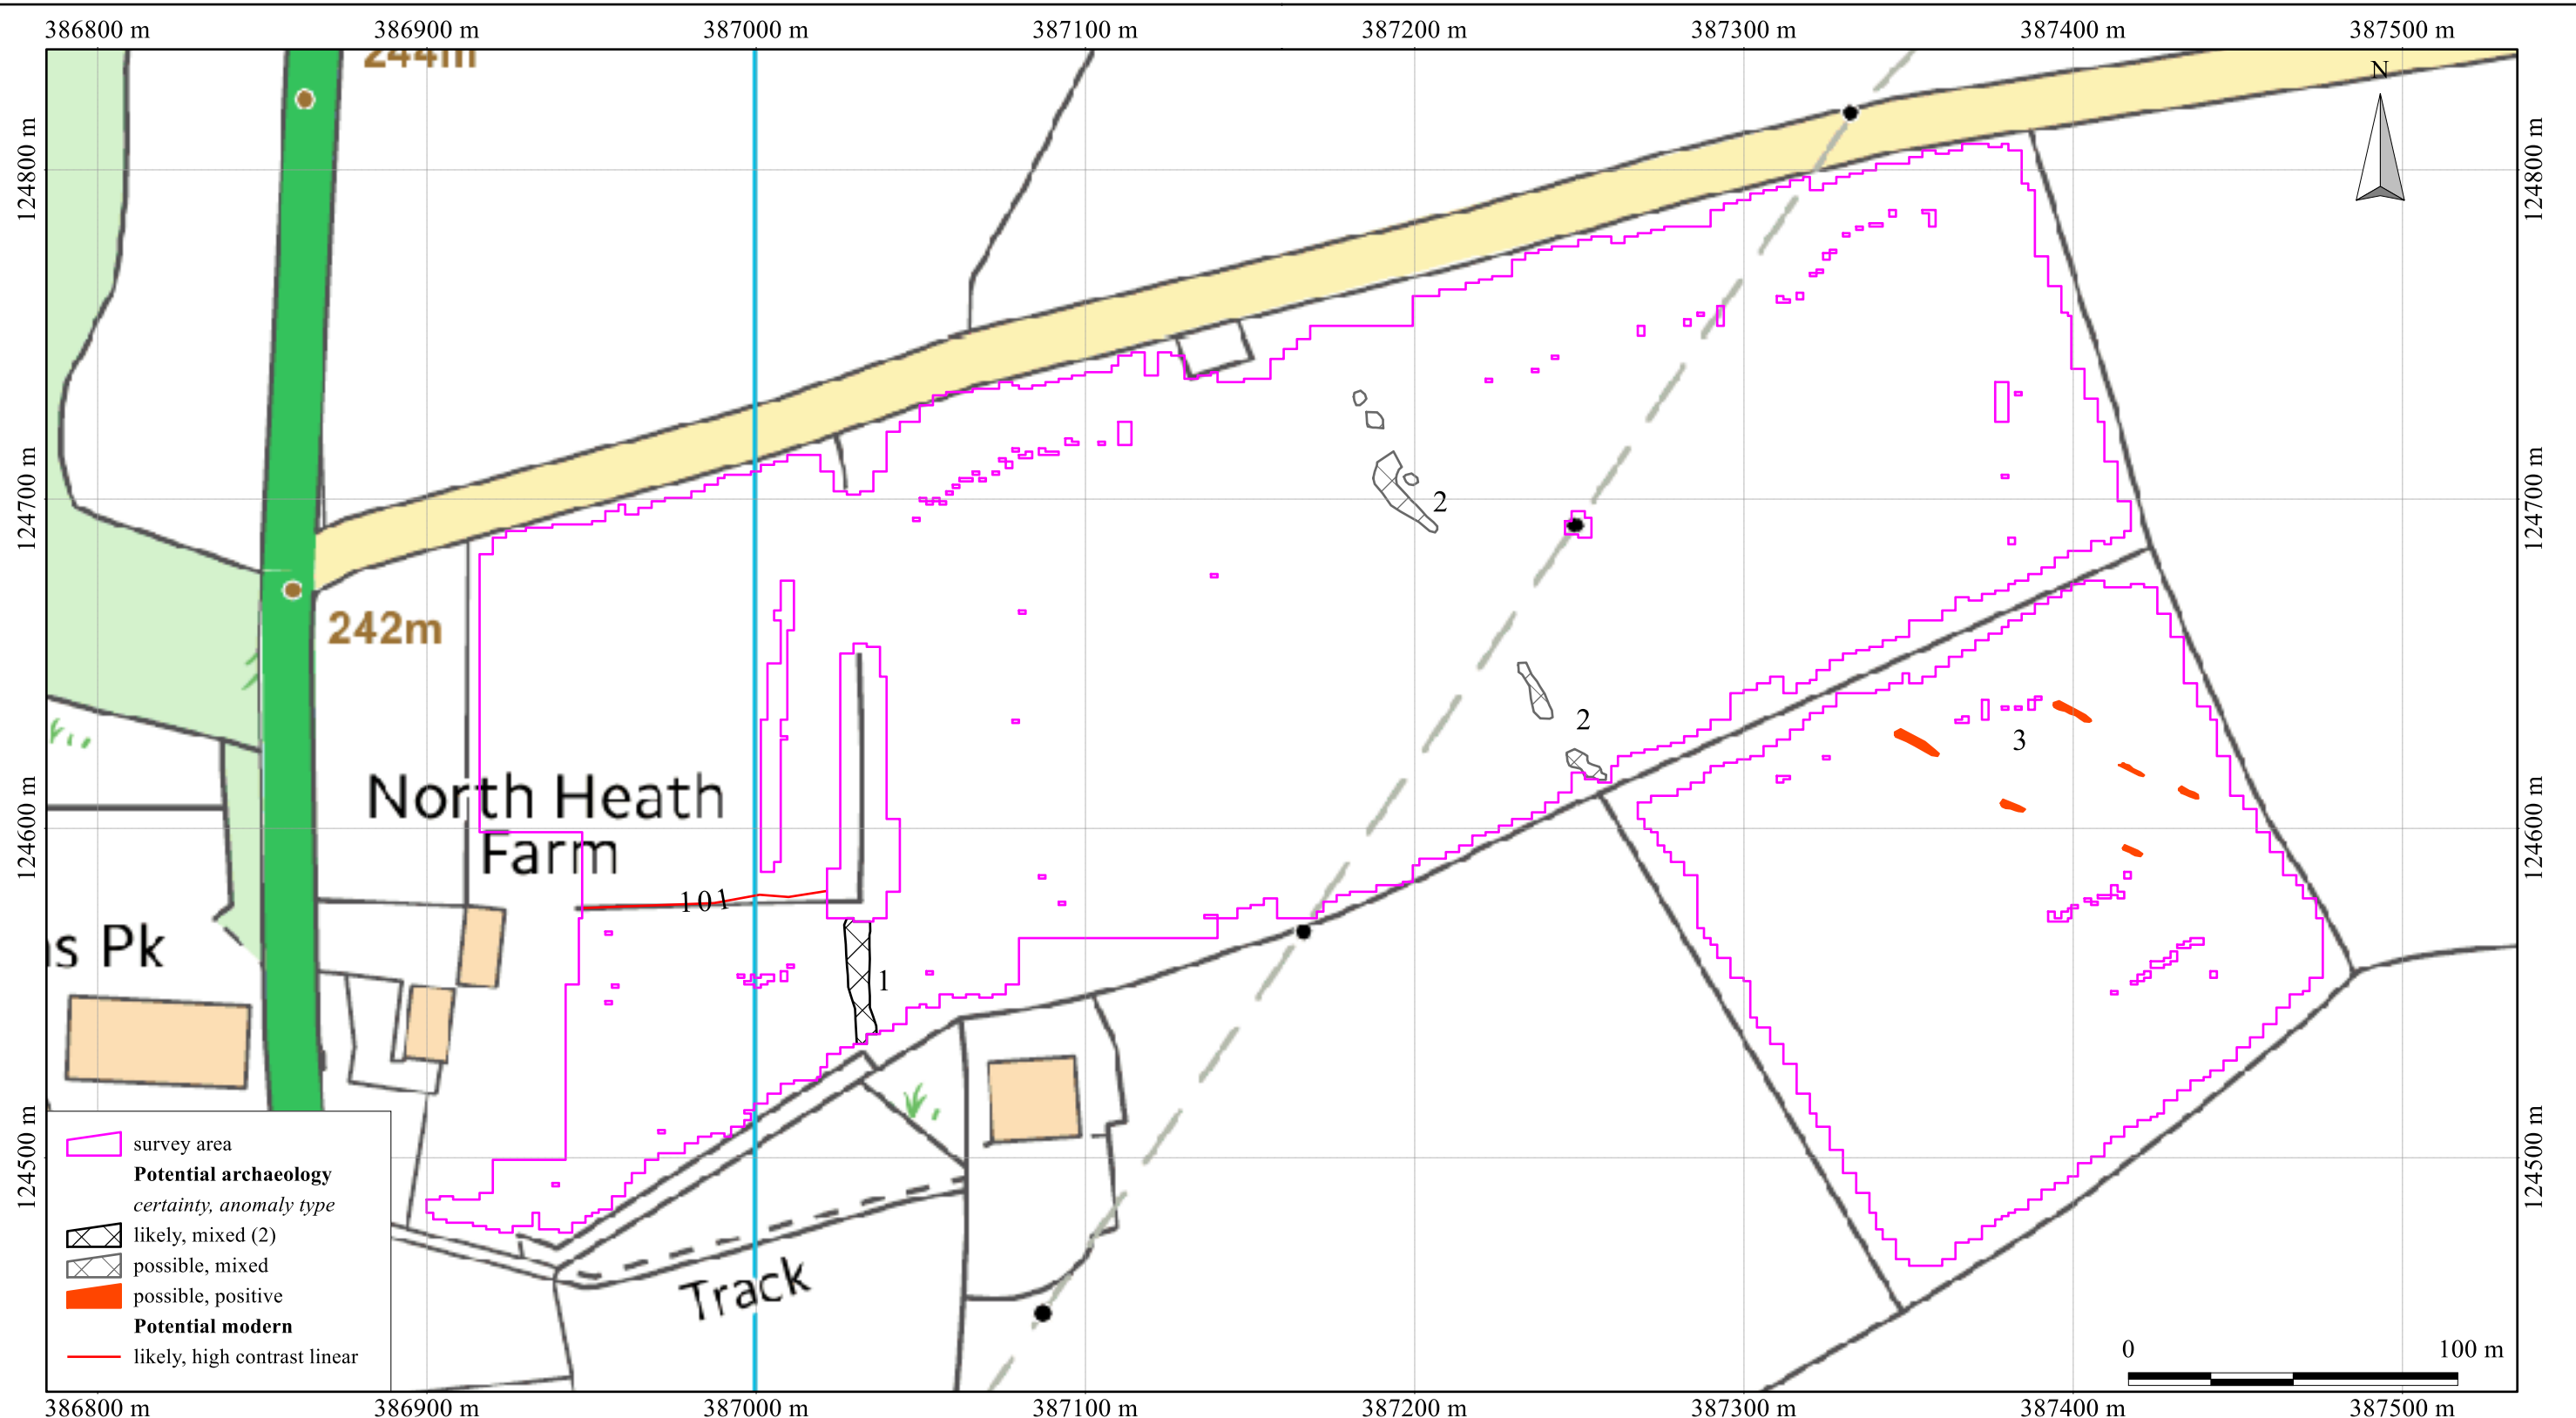 386800 m 386900 m 387000 m 387100 m 387200 m 387300 m 387400 m 387500 m
244m
N
124800 m 124800 m
124700 m 124700 m
2
242m
2
3
North Heath
Farm
124600 m 124600 m
101
1
s Pk
124500 m 124500 m
survey area
Potential archaeology
certainty, anomaly type
likely, mixed (2)
possible, mixed
possible, positive
Potential modern
likely, high contrast linear
Track
0 100 m
386800 m 386900 m 387000 m 387100 m 387200 m 387300 m 387400 m 387500 m